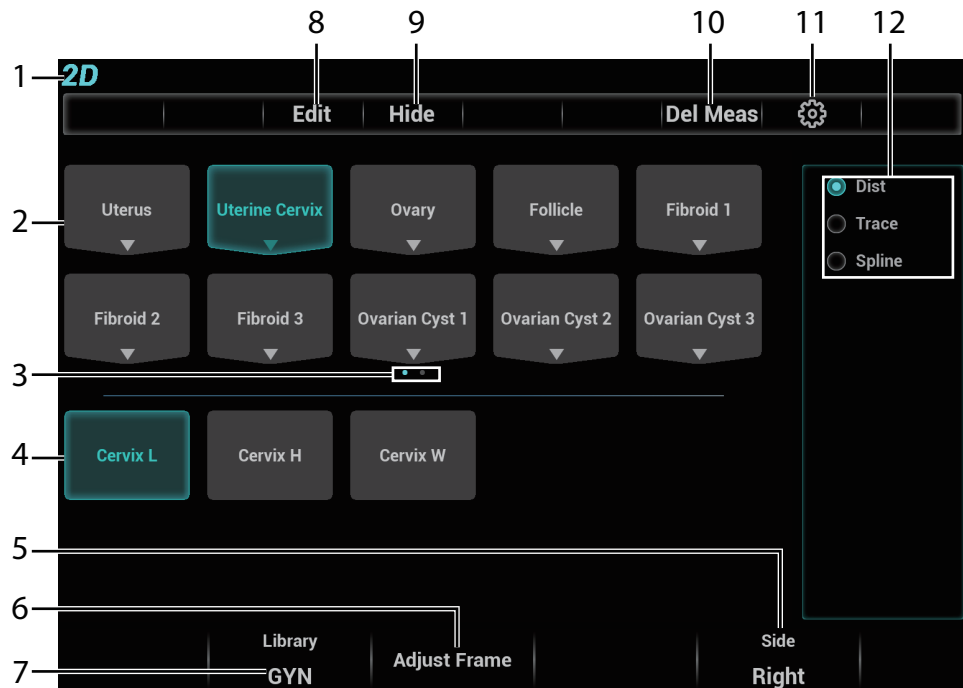 8 9 10 11 12
1 2D
Edit Hide Del Meas
2 Uterus Uterine Cervix Ovary Follicle Fibroid 1
Dist
Trace
Spline
Fibroid 2 Fibroid 3 Ovarian Cyst 1 Ovarian Cyst 2 Ovarian Cyst 3
3
4 Cervix L Cervix H Cervix W
5
6
Library Adjust Frame Side
7 GYN Right